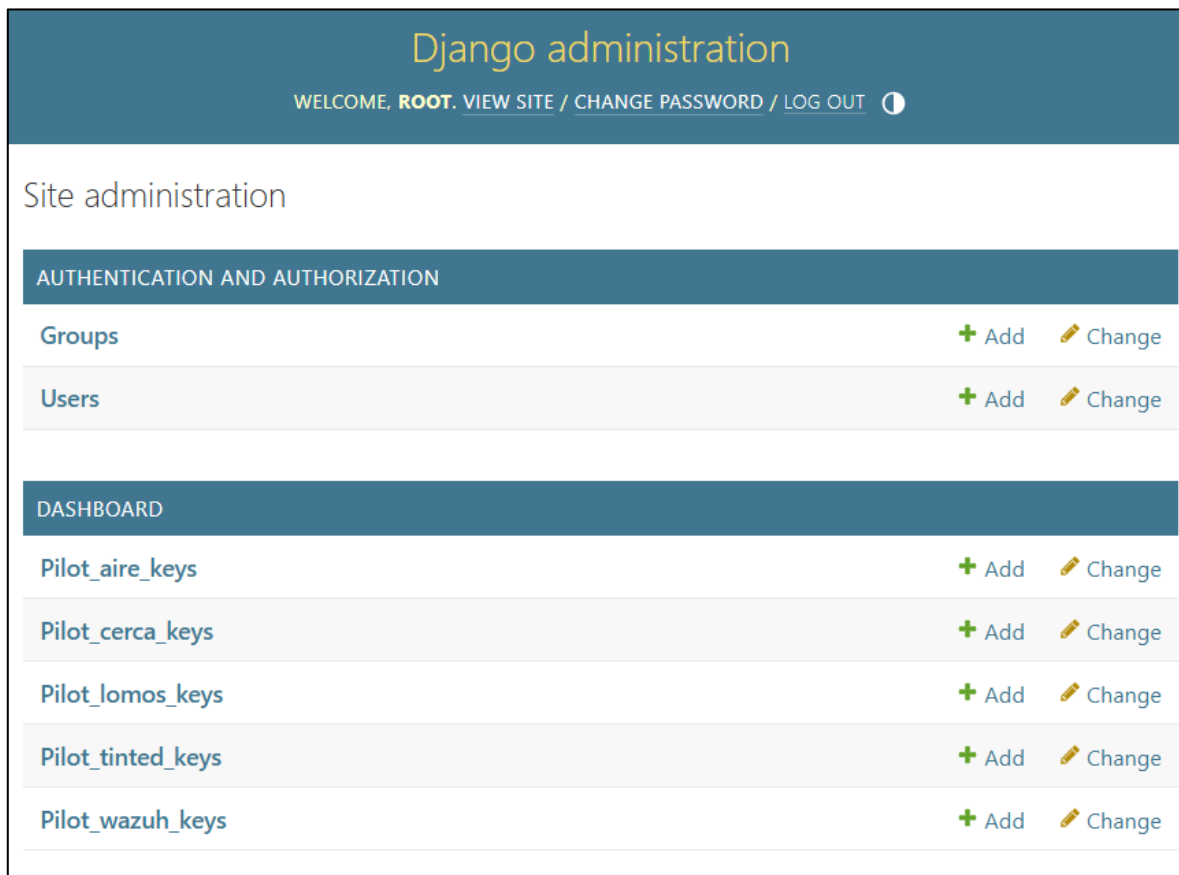 Django administration
WELCOME, ROOT. VIEW SITE / CHANGE PASSWORD / LOG OUT
Site administration
AUTHENTICATION AND AUTHORIZATION
Groups Add Change
Users Add Change
DASHBOARD
Pilot_aire_keys Add Change
Pilot_cerca_keys Add Change
Pilot_lomos_keys Add Change
Pilot_tinted_keys Add Change
Pilot_wazuh_keys Add Change